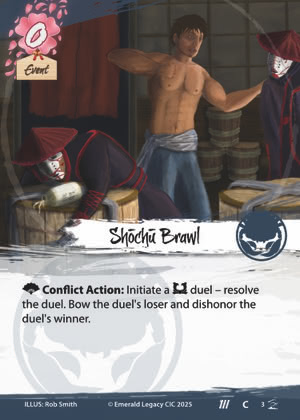 0
Event
Shōchū Brawl
Conflict Action: Initiate a duel – resolve
the duel. Bow the duel's loser and dishonor the
duel's winner.
ILLUS: Rob Smith © Emerald Legacy CIC 2025 C 3